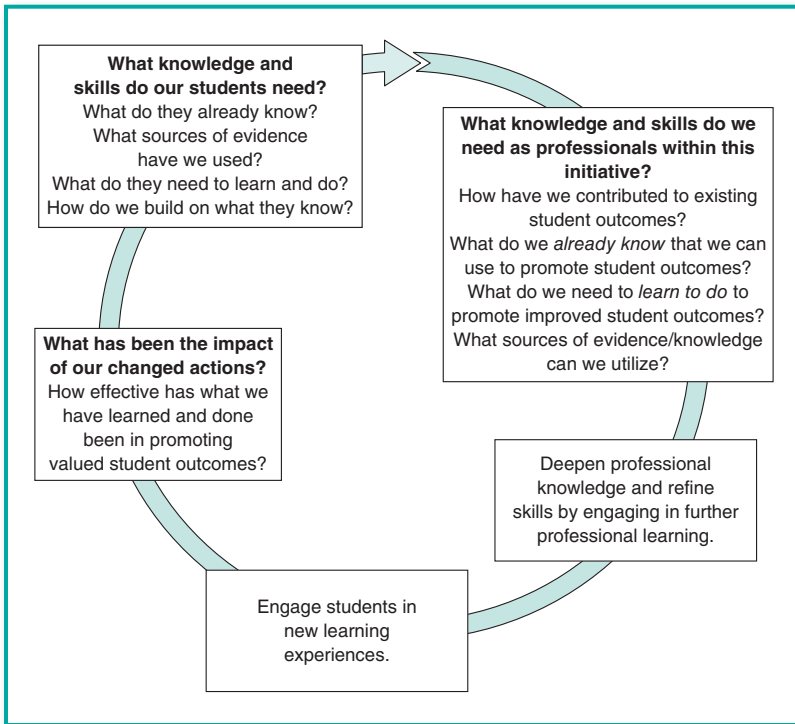 What knowledge and
skills do our students need?
What do they already know?
What sources of evidence
have we used?
What do they need to learn and do?
How do we build on what they know?
What knowledge and skills do we
need as professionals within this
initiative?
How have we contributed to existing
student outcomes?
What do we already know that we can
use to promote student outcomes?
What do we need to learn to do to
promote improved student outcomes?
What sources of evidence/knowledge
can we utilize?
Deepen professional
knowledge and refine
skills by engaging in further
professional learning.
Engage students in
new learning
experiences.
What has been the impact
of our changed actions?
How effective has what we
have learned and done
been in promoting
valued student outcomes?